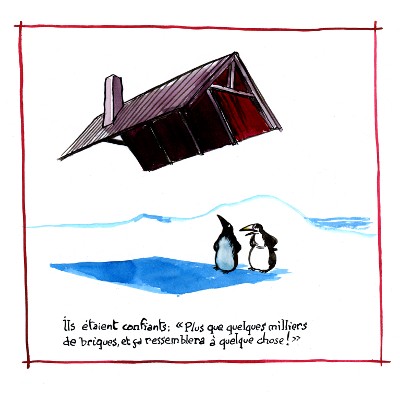 ils étaient confiants: « Plus que quelques milliers
de briques, et ça ressemblera à quelque chose ! »